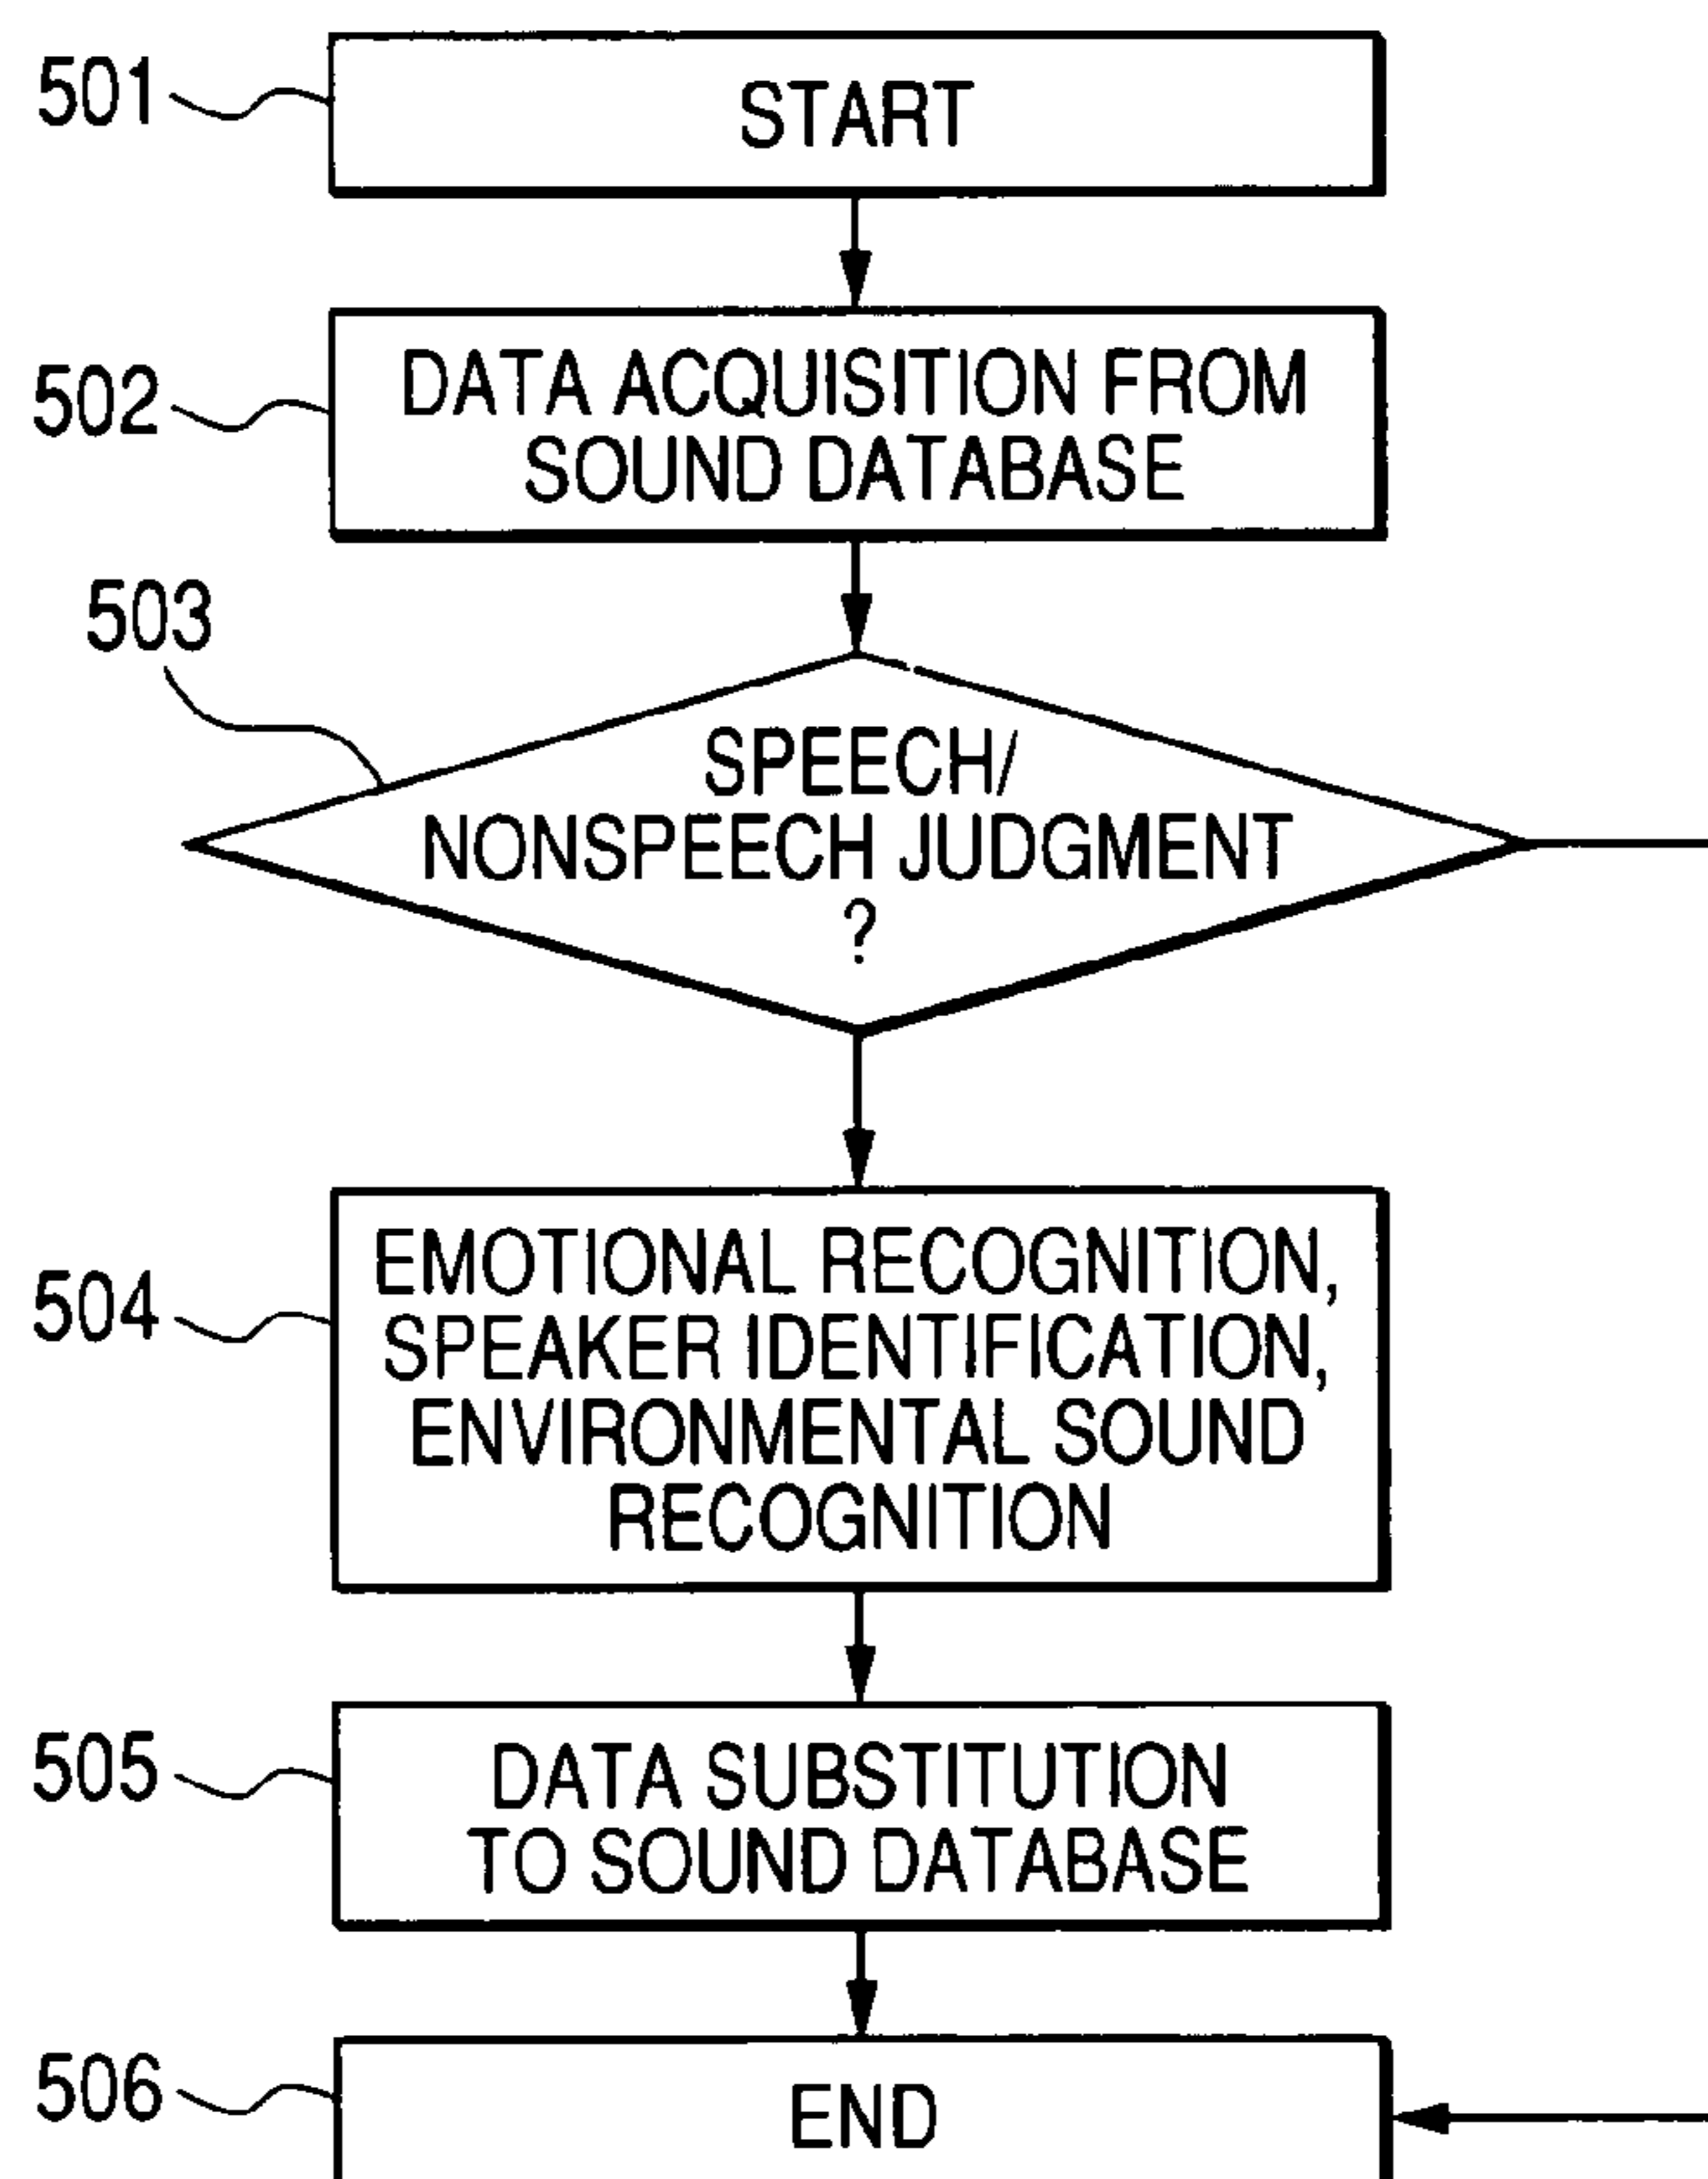 501
START
502
DATA ACQUISITION FROM
SOUND DATABASE
503
SPEECH/
NONSPEECH JUDGMENT
?
504
EMOTIONAL RECOGNITION,
SPEAKER IDENTIFICATION,
ENVIRONMENTAL SOUND
RECOGNITION
505
DATA SUBSTITUTION
TO SOUND DATABASE
506
END